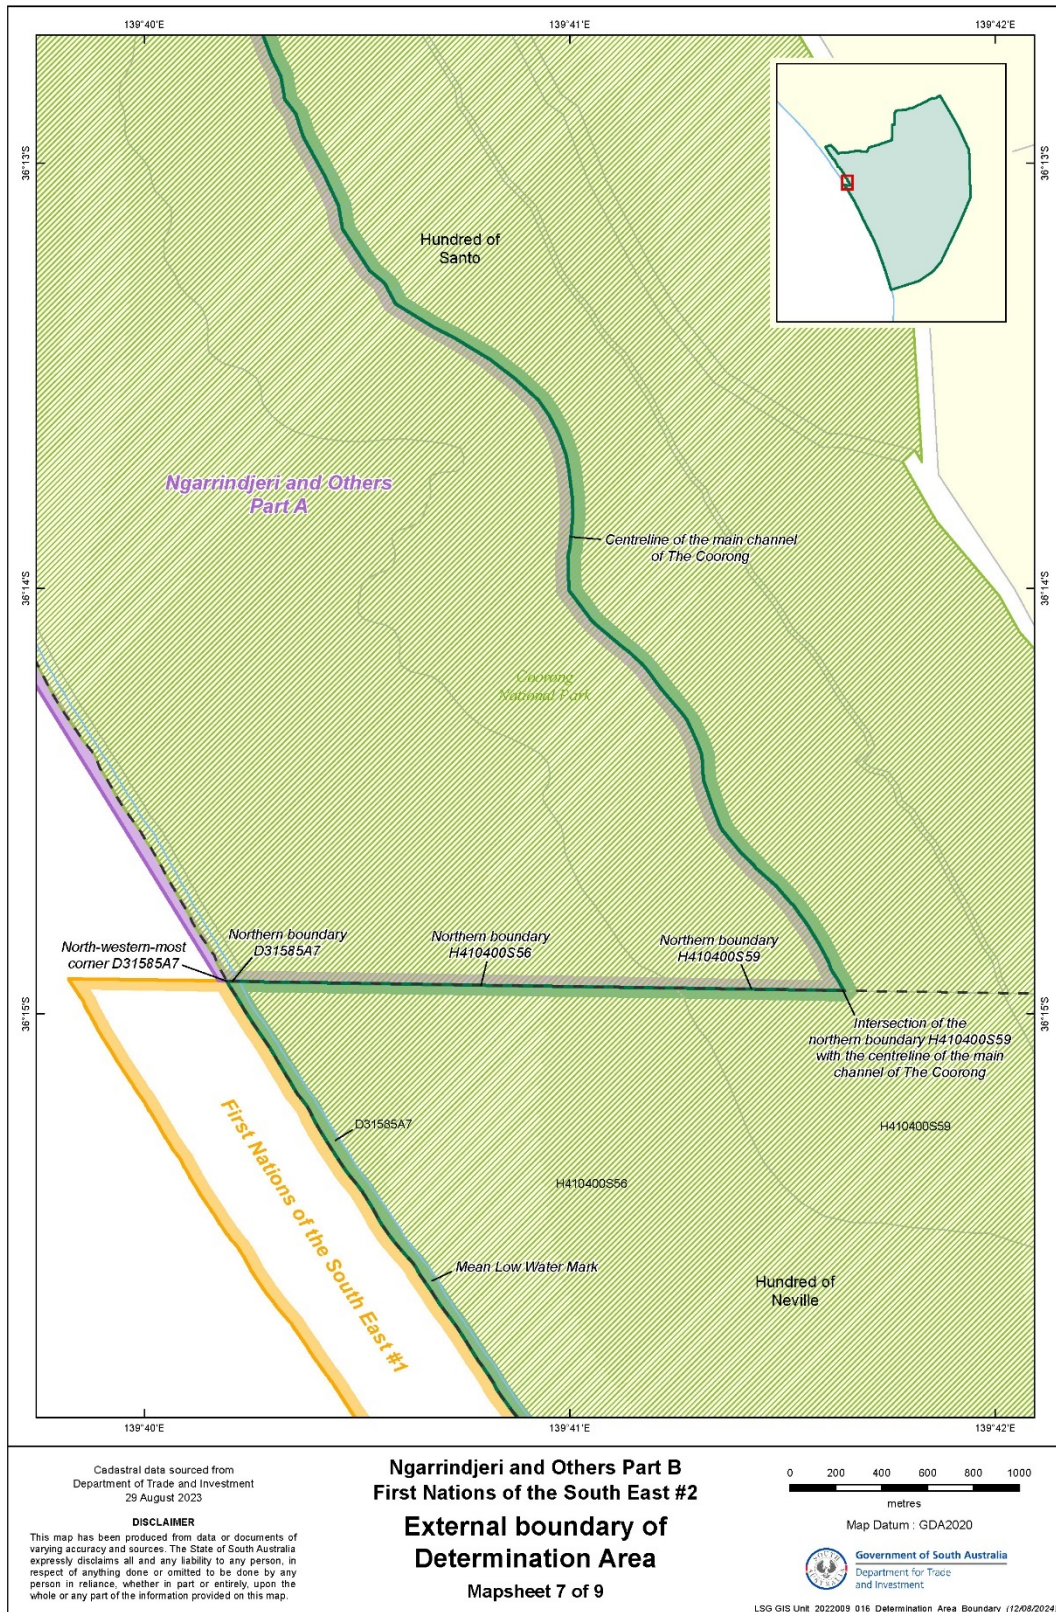 139°40'E
139°41'E
139°42'E
36°13'S
36°13'S
Hundred of
Santo
Ngarrindjeri and Others
Part A
Centreline of the main channel
of The Coorong
36°14'S
36°14'S
Coorong
National Park
North-western-most
corner D31585A7
Northern boundary
D31585A7
Northern boundary
H410400S56
Northern boundary
H410400S59
36°15'S
36°15'S
Intersection of the
northern boundary H410400S59
with the centreline of the main
channel of The Coorong
First Nations of the South East #1
D31585A7
H410400S59
H410400S56
Mean Low Water Mark
Hundred of
Neville
139°40'E
139°41'E
139°42'E
Cadastral data sourced from
Department of Trade and Investment
29 August 2023
DISCLAIMER
This map has been produced from data or documents of
varying accuracy and sources. The State of South Australia
expressly disclaims all and any liability to any person, in
respect of anything done or omitted to be done by any
person in reliance, whether in part or entirely, upon the
whole or any part of the information provided on this map.
Ngarrindjeri and Others Part B
First Nations of the South East #2
External boundary of
Determination Area
Mapsheet 7 of 9
0 200 400 600 800 1000
metres
Map Datum : GDA2020
SOUTH
AUSTRALIA
Government of South Australia
Department for Trade
and Investment
LSG GIS Unit 2022009_016_Determination_Area_Boundary (12/08/2024)